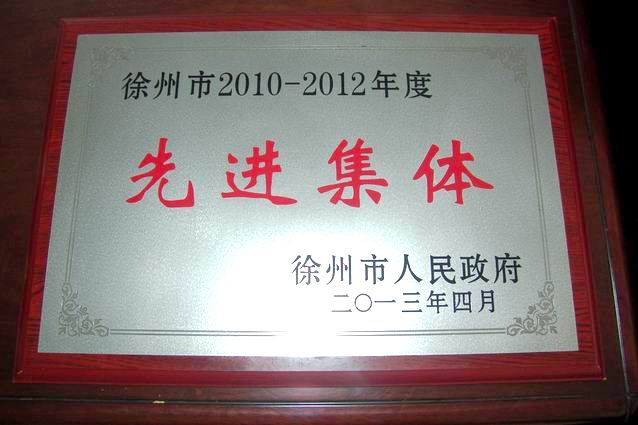 徐州市2010-2012年度
先进集体
徐州市人民政府
二〇一三年四月